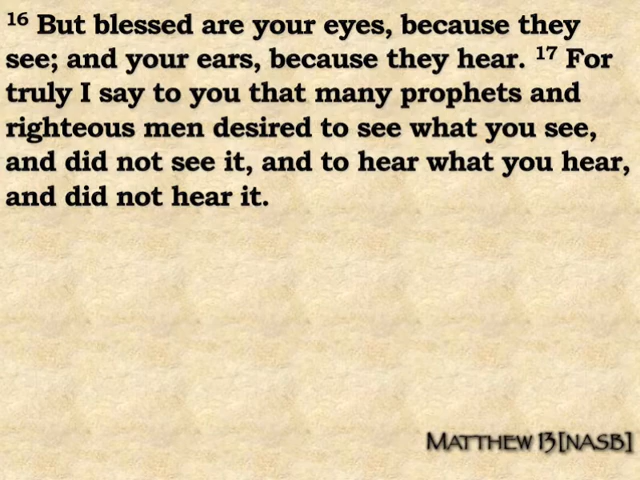 16 But blessed are your eyes, because they
see; and your ears, because they hear. 17 For
truly I say to you that many prophets and
righteous men desired to see what you see,
and did not see it, and to hear what you hear,
and did not hear it.
Matthew 13[NASB]